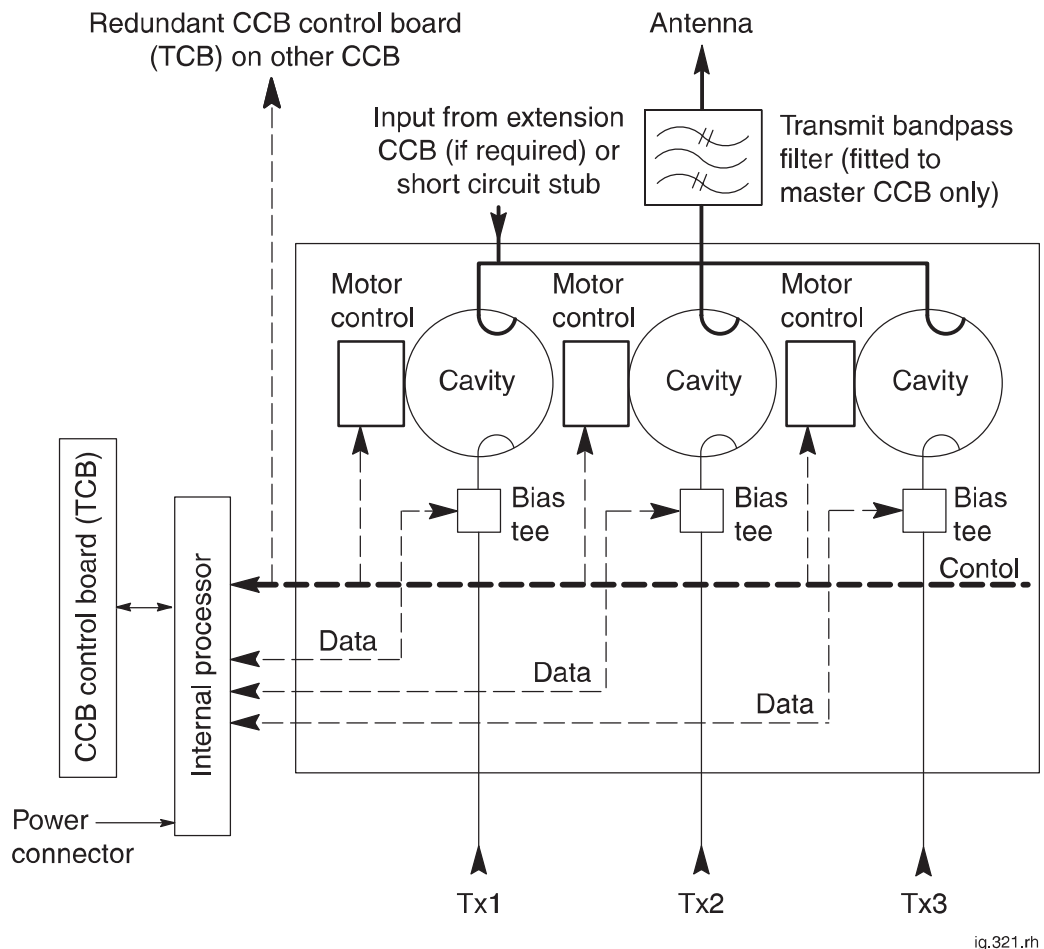 Redundant CCB control board
(TCB) on other CCB
Antenna
Input from extension
CCB (if required) or
short circuit stub
Transmit bandpass
filter (fitted to
master CCB only)
Motor
control
Motor
control
Motor
control
Cavity
Cavity
Cavity
Bias
tee
Bias
tee
Bias
tee
Contol
CCB control board (TCB)
Internal processor
Data
Data
Data
Power
connector
Tx1
Tx2
Tx3
ig.321.rh